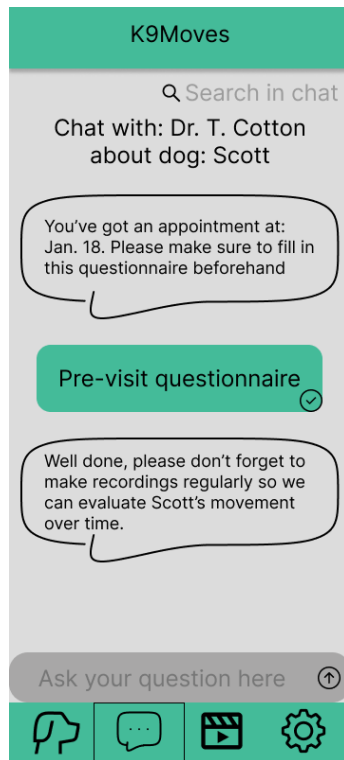 K9Moves
Search in chat
Chat with: Dr. T. Cotton
about dog: Scott
You've got an appointment at:
Jan. 18. Please make sure to fill in
this questionnaire beforehand
Pre-visit questionnaire
Well done, please don't forget to
make recordings regularly so we
can evaluate Scott's movement
over time.
Ask your question here